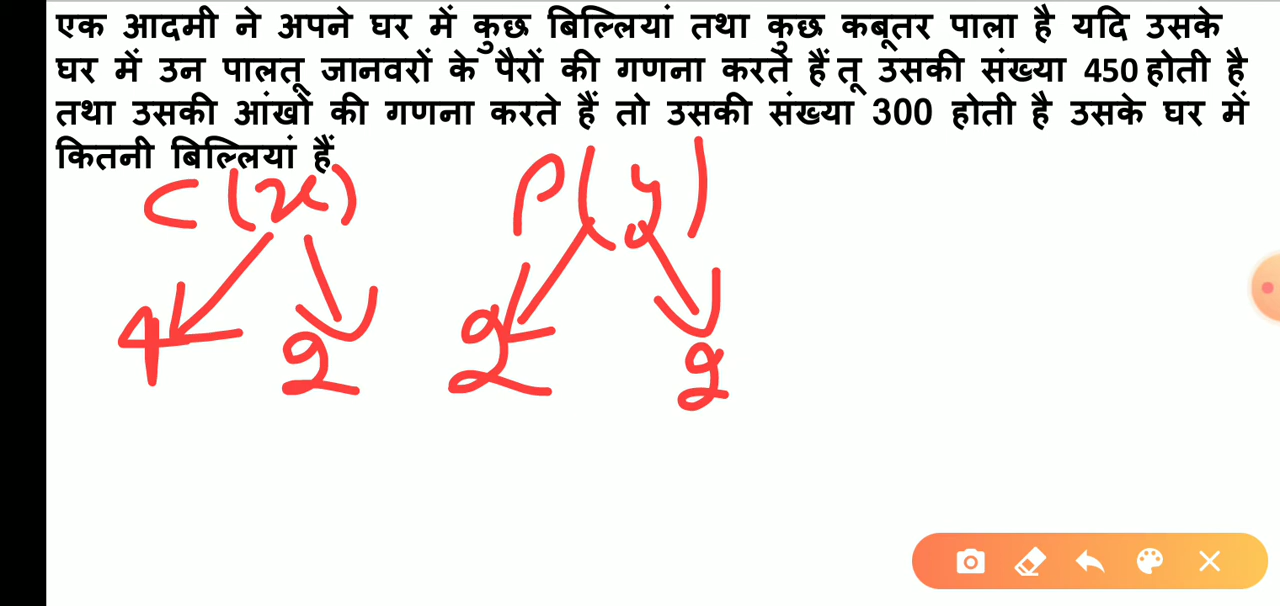 एक आदमी ने अपने घर में कुछ बिल्लियां तथा कुछ कबूतर पाला है यदि उसके
घर में उन पालतू जानवरों के पैरों की गणना करते हैं तू उसकी संख्या 450 होती है
तथा उसकी आंखों की गणना करते हैं तो उसकी संख्या 300 होती है उसके घर में
कितनी बिल्लियां हैं
C (x) P(y)
4 2 2 2